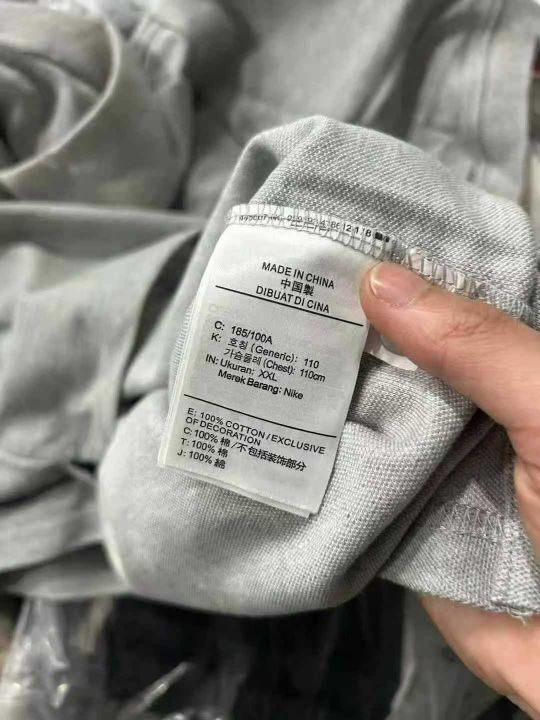 MADE IN CHINA
中国製
DIBUAT DI CINA
C: 185/100A
K: 호칭 (Generic): 110
가슴둘레 (Chest): 110cm
IN: Ukuran: XXL
Merek Barang: Nike
E: 100% COTTON / EXCLUSIVE
OF DECORATION
C: 100% 棉 / 不包括装饰部分
T: 100% 棉
J: 100% 綿